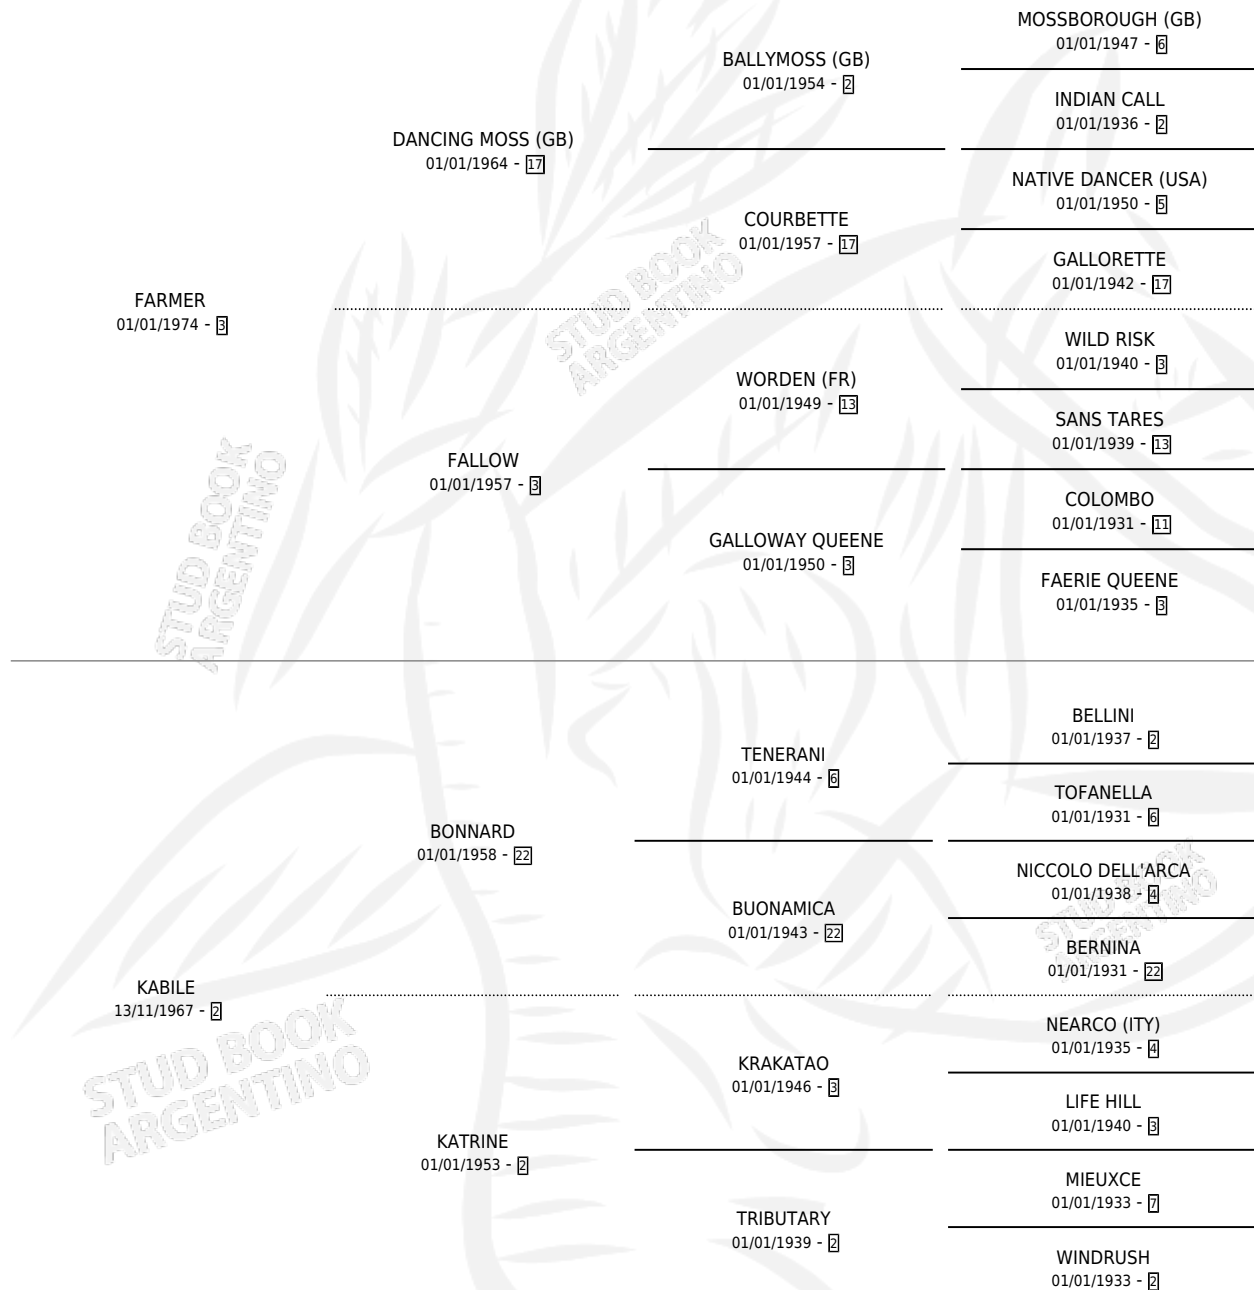 MOSSBOROUGH (GB)
01/01/1947 - 6
BALLYMOSS (GB)
01/01/1954 - 2
INDIAN CALL
01/01/1936 - 2
DANCING MOSS (GB)
01/01/1964 - 17
NATIVE DANCER (USA)
01/01/1950 - 5
COURBETTE
01/01/1957 - 17
GALLORETTE
01/01/1942 - 17
FARMER
01/01/1974 - 3
WILD RISK
01/01/1940 - 3
WORDEN (FR)
01/01/1949 - 13
SANS TARES
01/01/1939 - 13
FALLOW
01/01/1957 - 3
COLOMBO
01/01/1931 - 11
GALLOWAY QUEENE
01/01/1950 - 3
FAERIE QUEENE
01/01/1935 - 3
BELLINI
01/01/1937 - 2
TENERANI
01/01/1944 - 6
TOFANELLA
01/01/1931 - 6
BONNARD
01/01/1958 - 22
NICCOLO DELL'ARCA
01/01/1938 - 4
BUONAMICA
01/01/1943 - 22
BERNINA
01/01/1931 - 22
KABILE
13/11/1967 - 2
NEARCO (ITY)
01/01/1935 - 4
KRAKATAO
01/01/1946 - 3
LIFE HILL
01/01/1940 - 3
KATRINE
01/01/1953 - 2
MIEUXCE
01/01/1933 - 7
TRIBUTARY
01/01/1939 - 2
WINDRUSH
01/01/1933 - 2
STUD BOOK
ARGENTINO
STUD BOOK
ARGENTINO
STUD BOOK
ARGENTINO
STUD BOOK
ARGENTINO